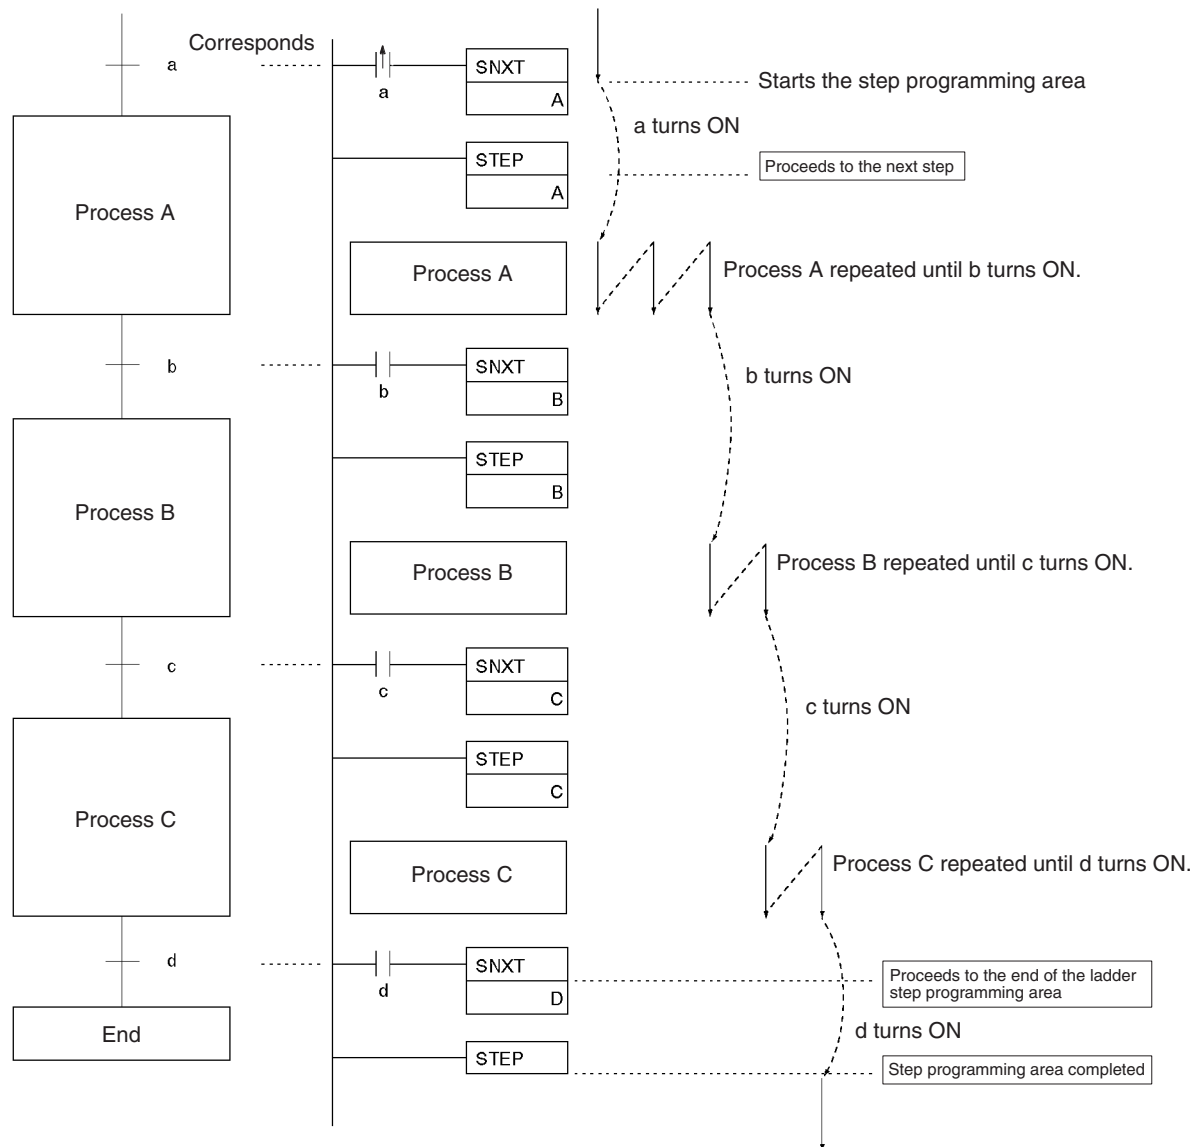 Corresponds
a
a
SNXT
A
Starts the step programming area
a turns ON
STEP
A
Proceeds to the next step
Process A
Process A
Process A repeated until b turns ON.
b
b
SNXT
B
b turns ON
STEP
B
Process B
Process B
Process B repeated until c turns ON.
c
c
SNXT
C
c turns ON
STEP
C
Process C
Process C
Process C repeated until d turns ON.
d
d
SNXT
D
Proceeds to the end of the ladder
step programming area
End
d turns ON
STEP
Step programming area completed